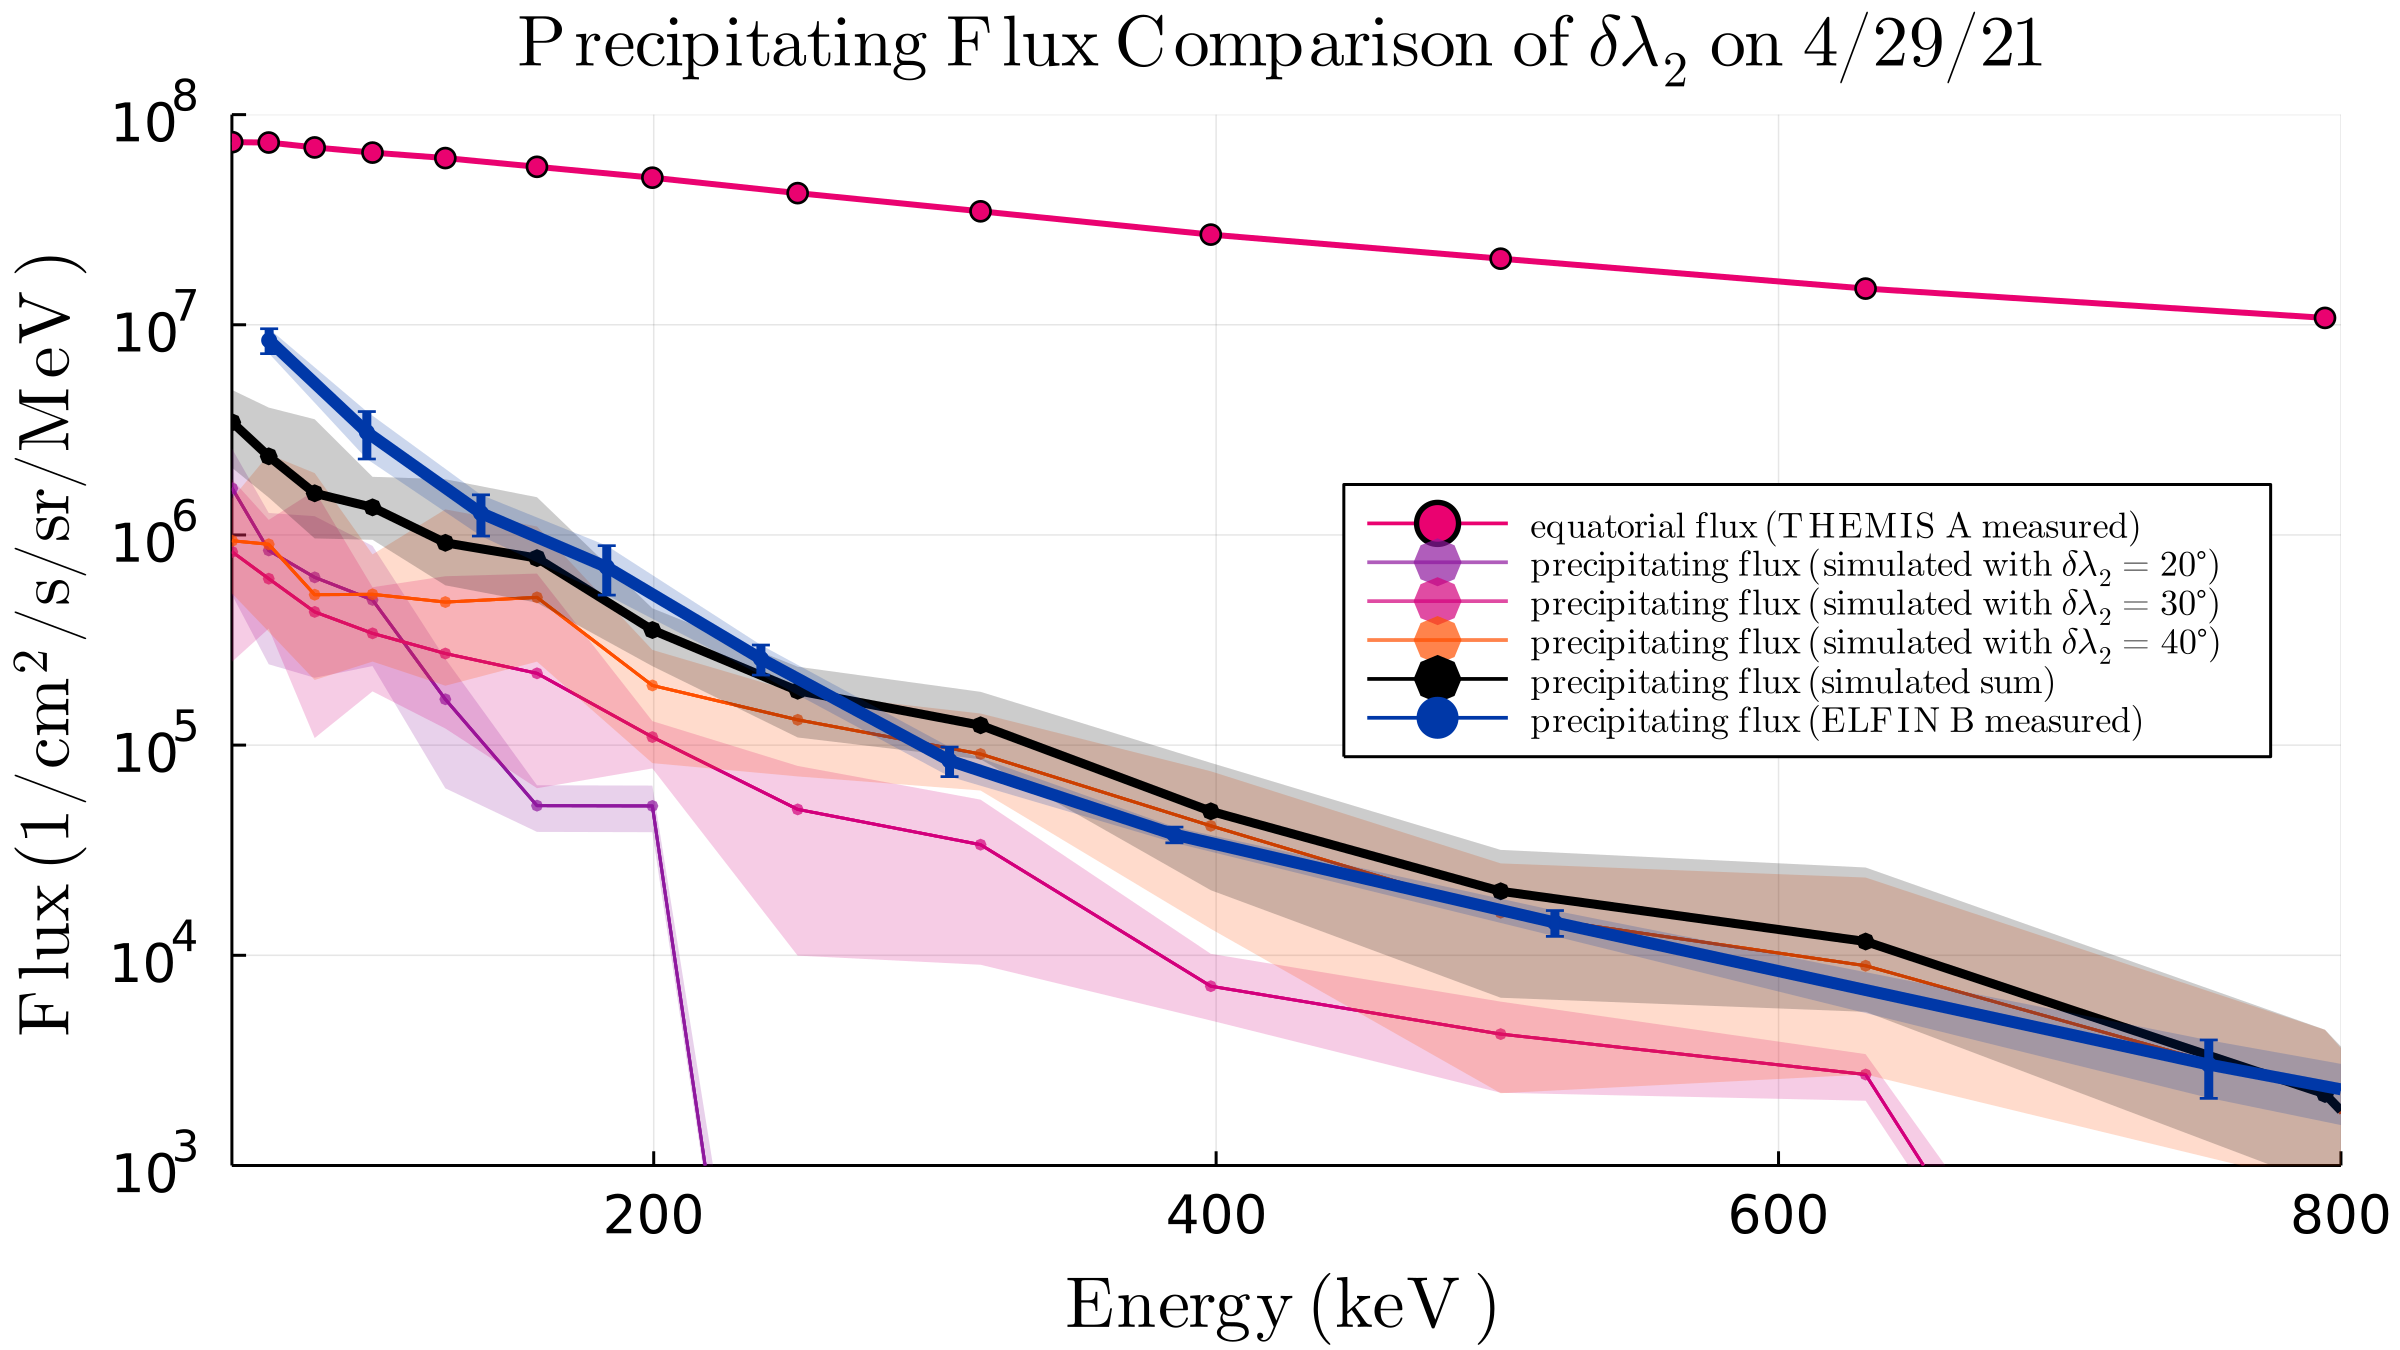 Precipitating Flux Comparison of δλ₂ on 4/29/21
Flux (1/cm²/s/sr/MeV)
10⁸
10⁷
10⁶
10⁵
10⁴
10³
equatorial flux (THEMIS A measured)
precipitating flux (simulated with δλ₂ = 20°)
precipitating flux (simulated with δλ₂ = 30°)
precipitating flux (simulated with δλ₂ = 40°)
precipitating flux (simulated sum)
precipitating flux (ELFIN B measured)
200 400 600 800
Energy (keV)